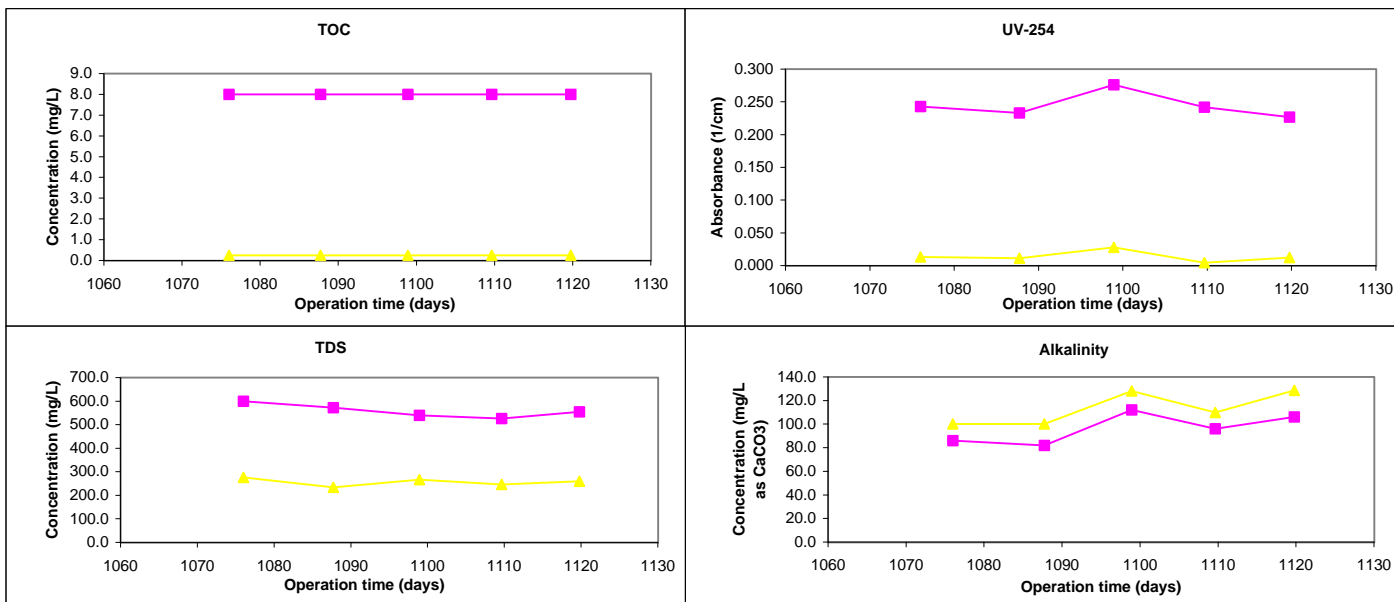 TOC
9.0
8.0
7.0
6.0
5.0
4.0
3.0
2.0
1.0
0.0
Concentration (mg/L)
1060 1070 1080 1090 1100 1110 1120 1130
Operation time (days)
UV-254
0.300
0.250
0.200
0.150
0.100
0.050
0.000
Absorbance (1/cm)
1060 1070 1080 1090 1100 1110 1120 1130
Operation time (days)
TDS
700.0
600.0
500.0
400.0
300.0
200.0
100.0
0.0
Concentration (mg/L)
1060 1070 1080 1090 1100 1110 1120 1130
Operation time (days)
Alkalinity
140.0
120.0
100.0
80.0
60.0
40.0
20.0
0.0
Concentration (mg/L
as CaCO3)
1060 1070 1080 1090 1100 1110 1120 1130
Operation time (days)